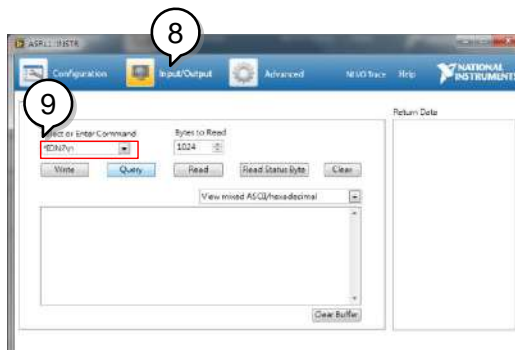 8
ASRL1::INSTR
Configuration Input/Output Advanced NI I/O Trace Help NATIONAL INSTRUMENTS
9
Select or Enter Command Bytes to Read Return Data
*IDN?\n 1024
Write Query Read Read Status Byte Clear
View mixed ASCII/hexadecimal
Clear Buffer